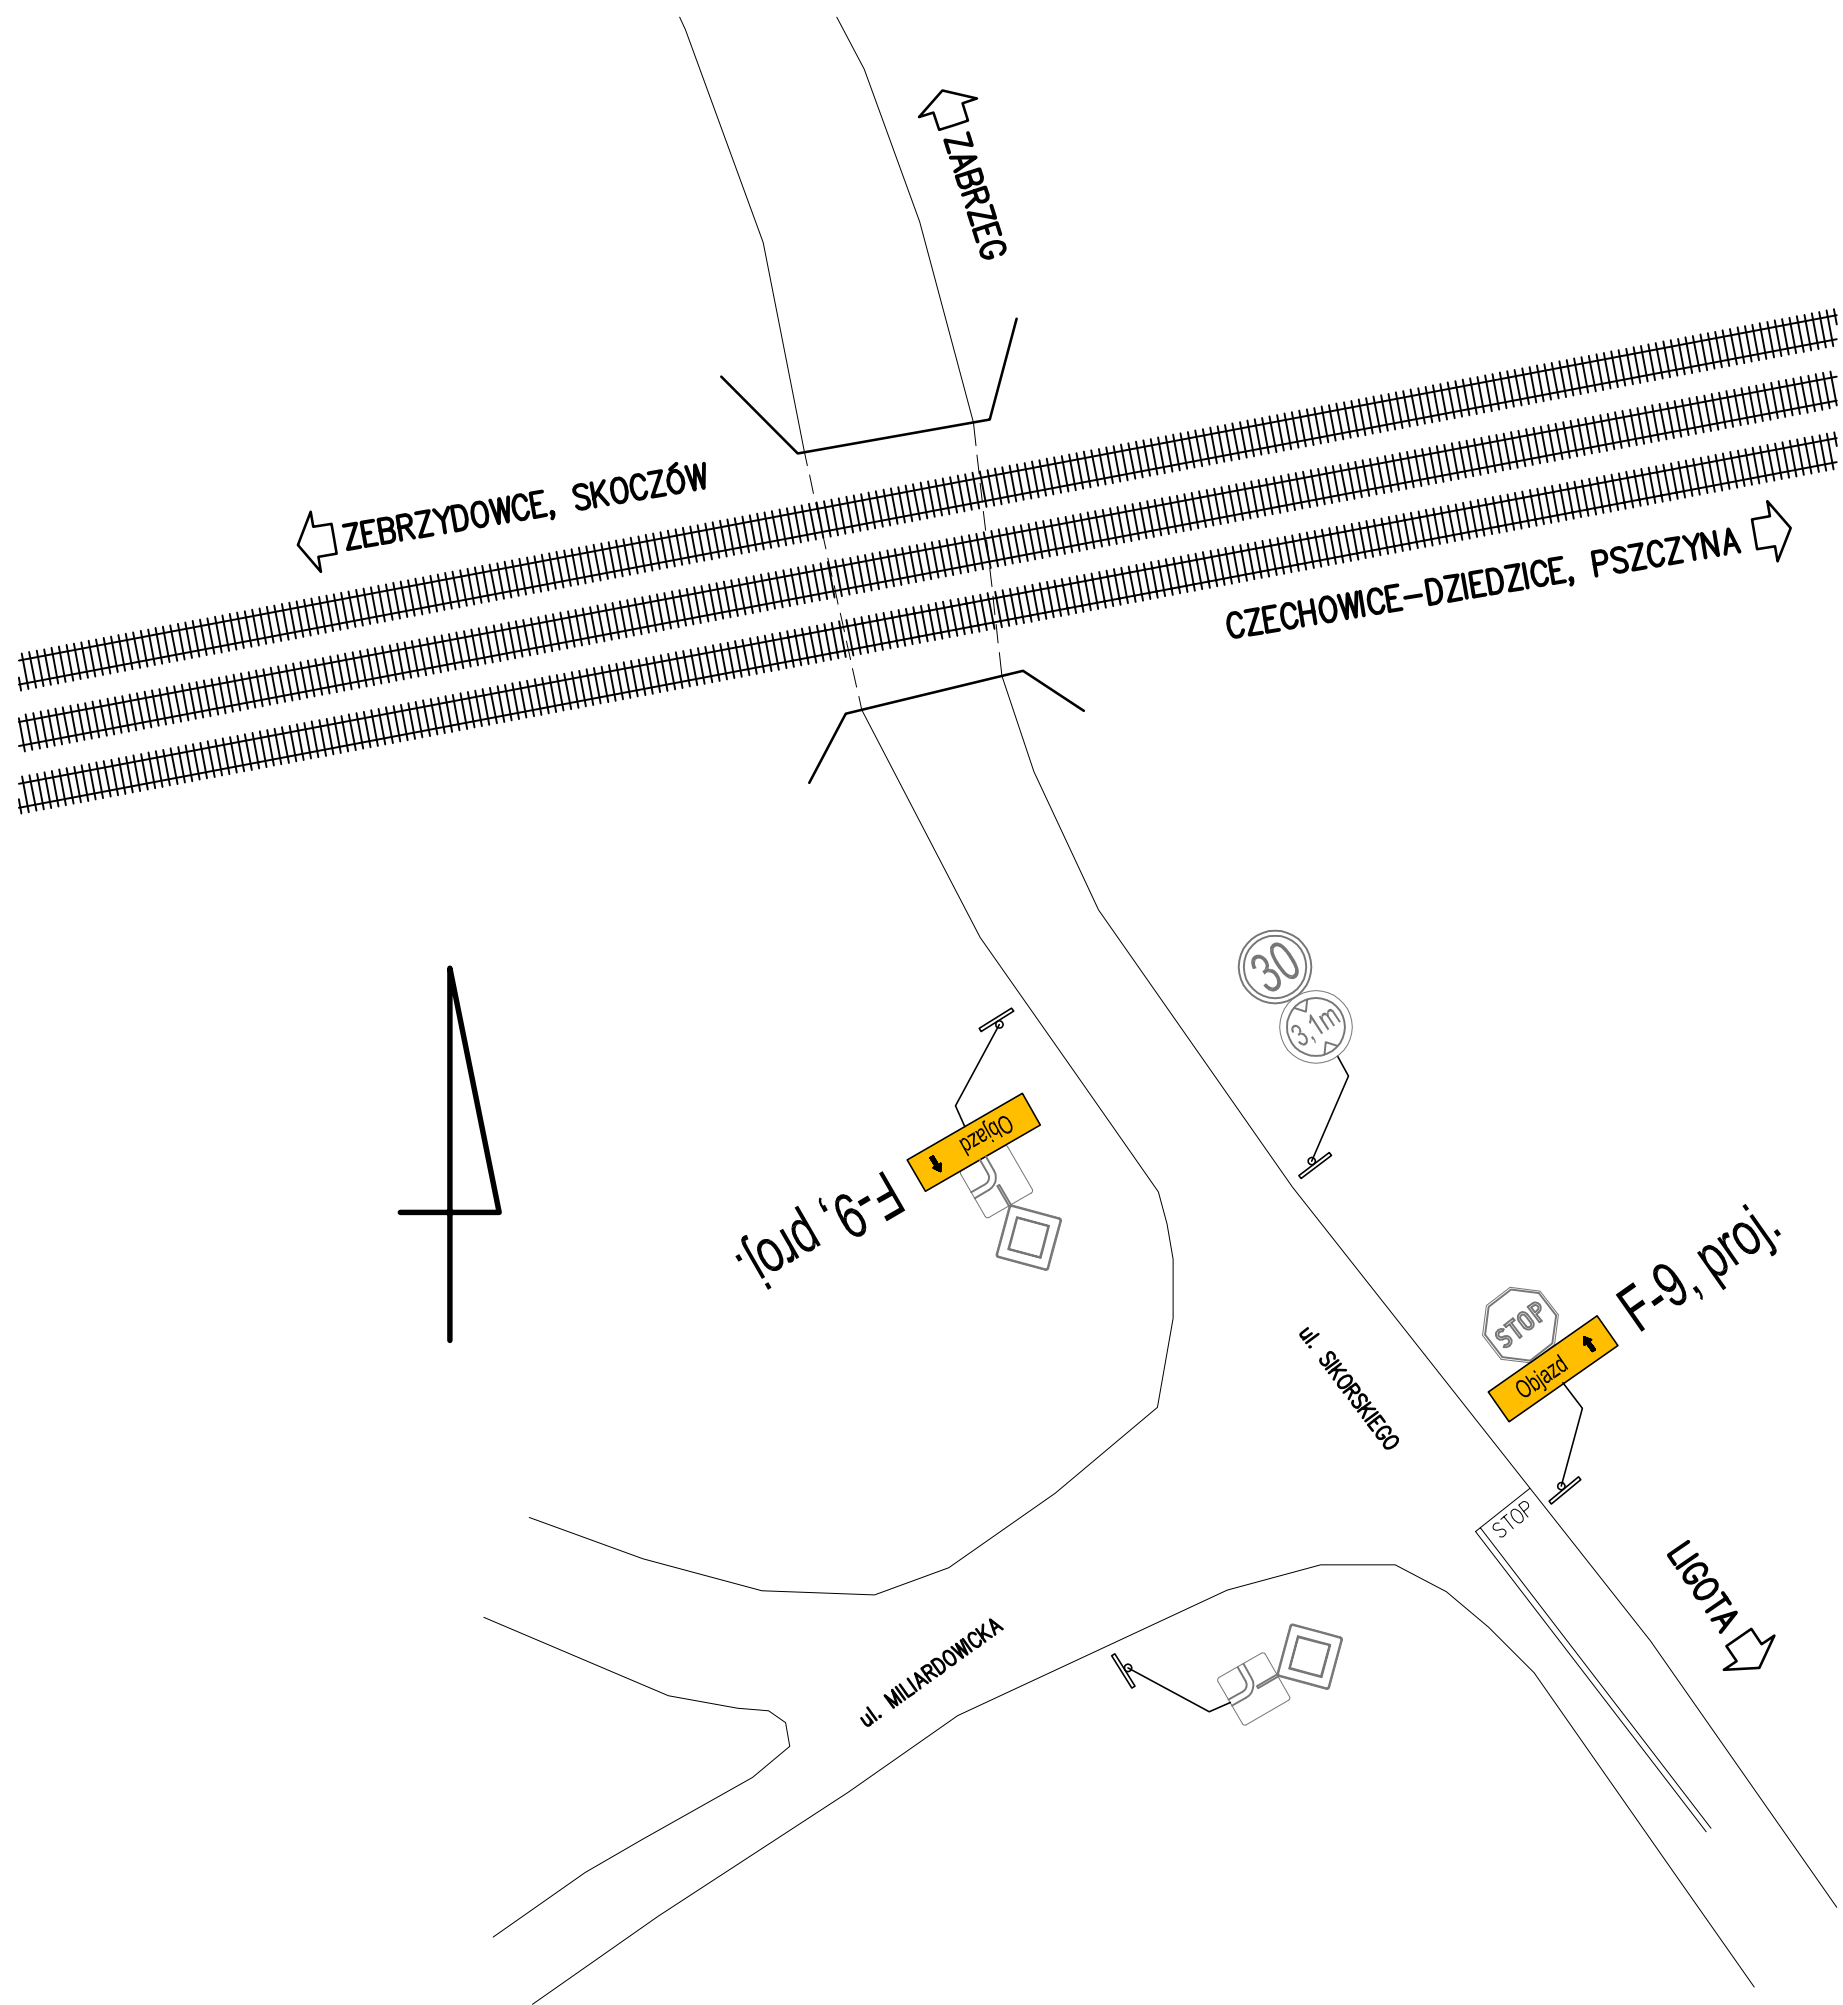 ZABRZEG
ZEBRZYDOWCE, SKOCZÓW
CZECHOWICE-DZIEDZICE, PSZCZYNA
30
3,1m
Objazd
F-9, proj.
STOP
Objazd
F-9, proj.
ul. SIKORSKIEGO
STOP
LIGOTA
ul. MILIARDOWICKA